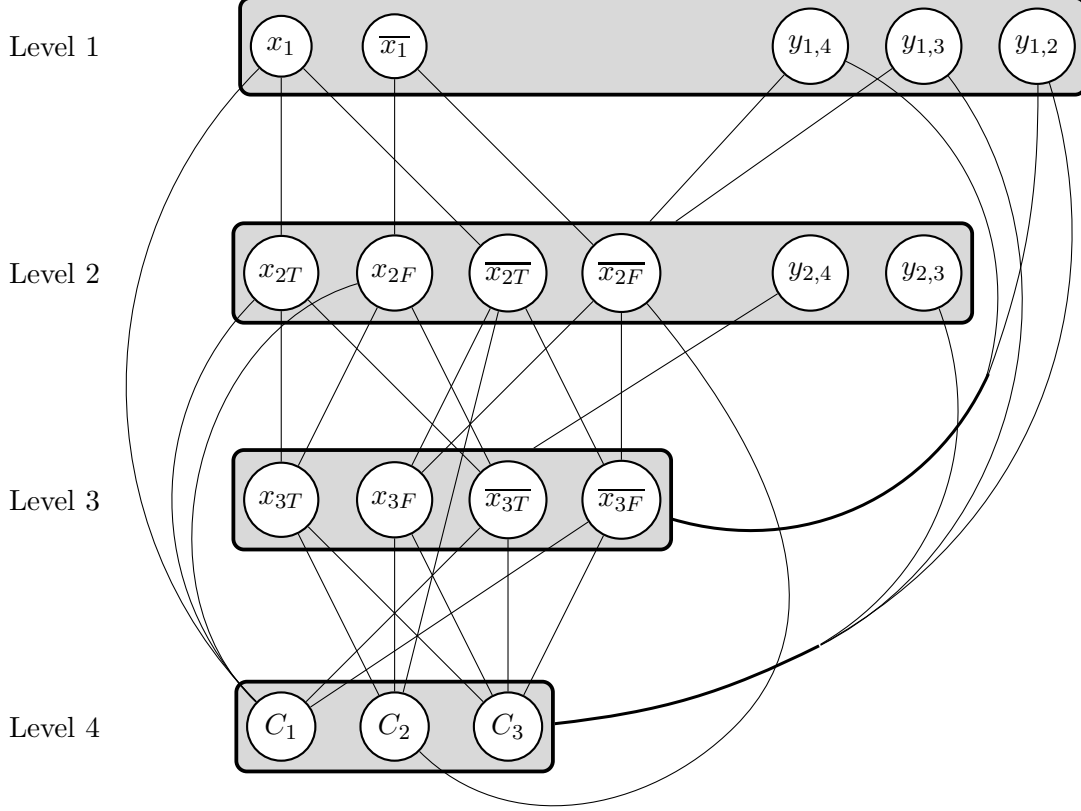 Level 1 x₁ x̅₁ y₁,₄ y₁,₃ y₁,₂
Level 2 x₂T x₂F x̅₂T̅ x̅₂F̅ y₂,₄ y₂,₃
Level 3 x₃T x₃F x̅₃T̅ x̅₃F̅
Level 4 C₁ C₂ C₃